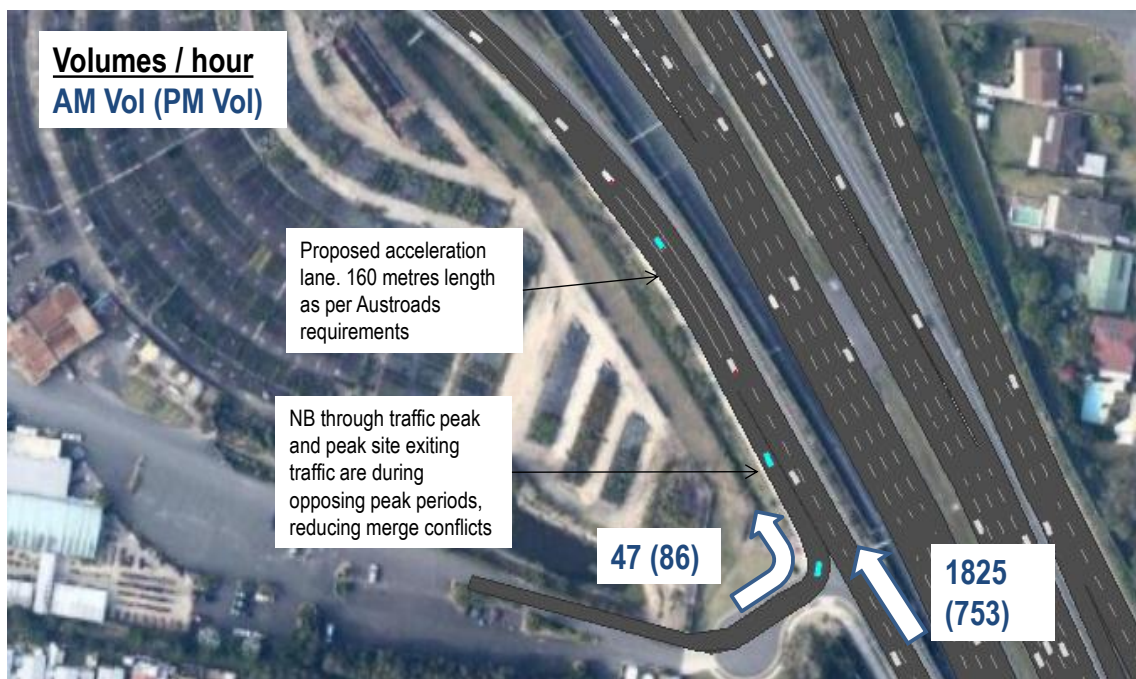 Volumes / hour
AM Vol (PM Vol)
Proposed acceleration
lane. 160 metres length
as per Austroads
requirements
NB through traffic peak
and peak site exiting
traffic are during
opposing peak periods,
reducing merge conflicts
47 (86)
1825
(753)